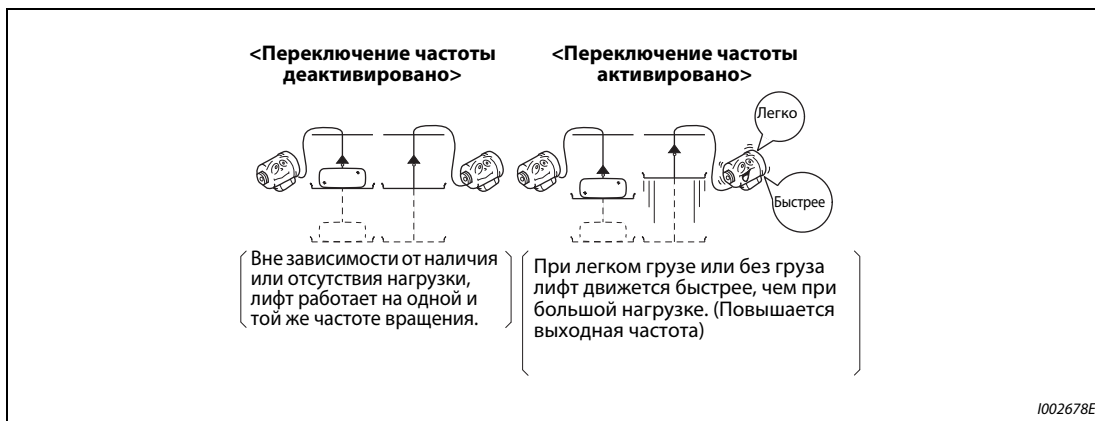 <Переключение частоты
деактивировано>
<Переключение частоты
активировано>
Легко
Быстрее
Вне зависимости от наличия
или отсутствия нагрузки,
лифт работает на одной и
той же частоте вращения.
При легком грузе или без груза
лифт движется быстрее, чем при
большой нагрузке. (Повышается
выходная частота)
I002678E